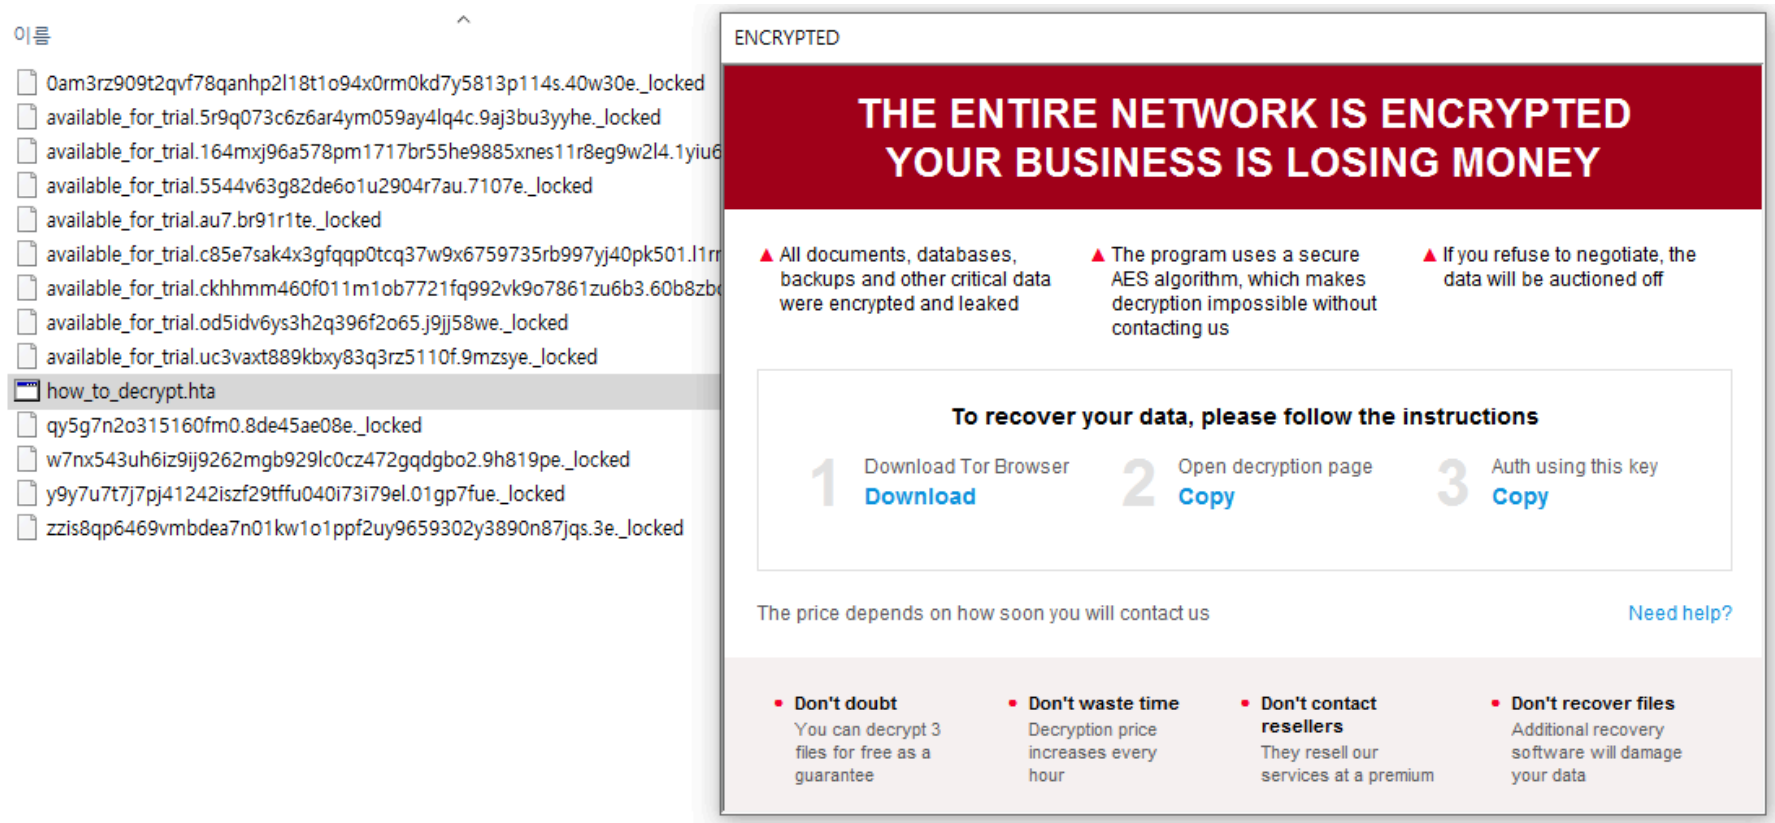 이름
0am3rz909t2qvf78qanhp2l18t1o94x0rm0kd7y5813p114s.40w30e._locked
available_for_trial.5r9q073c6z6ar4ym059ay4lq4c.9aj3bu3yyhe._locked
available_for_trial.164mxj96a578pm1717br55he9885xnes11r8eg9w2l4.1yiu6
available_for_trial.5544v63g82de6o1u2904r7au.7107e._locked
available_for_trial.au7.br91r1te._locked
available_for_trial.c85e7sak4x3gfqqp0tcq37w9x6759735rb997yj40pk501.l1rr
available_for_trial.ckhhmm460f011m1ob7721fq992vk9o7861zu6b3.60b8zb
available_for_trial.od5idv6ys3h2q396f2o65.j9jj58we._locked
available_for_trial.uc3vaxt889kbxy83q3rz5110f.9mzsye._locked
how_to_decrypt.hta
qy5g7n2o315160fm0.8de45ae08e._locked
w7nx543uh6iz9ij9262mgb929lc0cz472gqdgbo2.9h819pe._locked
y9y7u7t7j7pj41242iszf29tffu040i73i79el.01gp7fue._locked
zzis8qp6469vmbdea7n01kw1o1ppf2uy9659302y3890n87jqs.3e._locked
ENCRYPTED
THE ENTIRE NETWORK IS ENCRYPTED
YOUR BUSINESS IS LOSING MONEY
All documents, databases,
backups and other critical data
were encrypted and leaked
The program uses a secure
AES algorithm, which makes
decryption impossible without
contacting us
If you refuse to negotiate, the
data will be auctioned off
To recover your data, please follow the instructions
1
Download Tor Browser
Download
2
Open decryption page
Copy
3
Auth using this key
Copy
The price depends on how soon you will contact us
Need help?
Don't doubt
You can decrypt 3
files for free as a
guarantee
Don't waste time
Decryption price
increases every
hour
Don't contact
resellers
They resell our
services at a premium
Don't recover files
Additional recovery
software will damage
your data